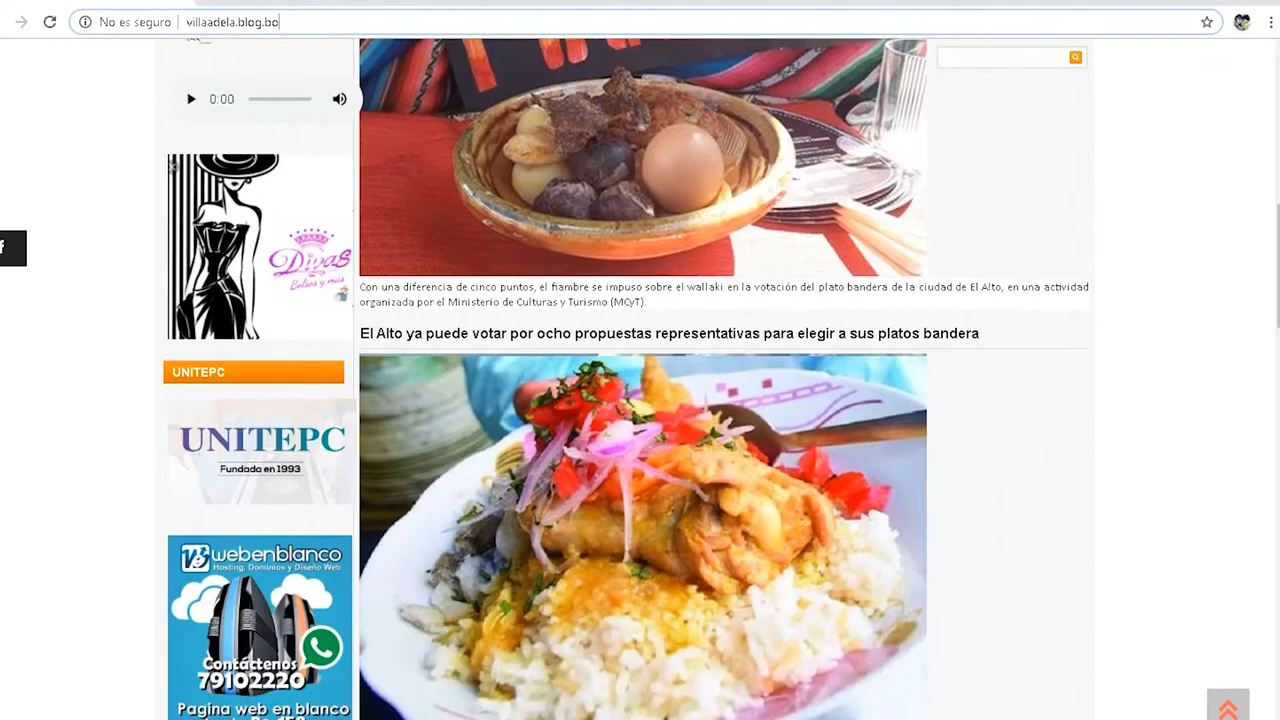 No es seguro | villaadela.blog.bo
0:00
Divas
Bolsos y más
f
Con una diferencia de cinco puntos, el fiambre se impuso sobre el wallaki en la votación del plato bandera de la ciudad de El Alto, en una actividad
organizada por el Ministerio de Culturas y Turismo (MCyT).
El Alto ya puede votar por ocho propuestas representativas para elegir a sus platos bandera
UNITEPC
UNITEPC
Fundada en 1993
webenblanco
Hosting, Dominios y Diseño Web
Contáctenos
79102220
Pagina web en blanco